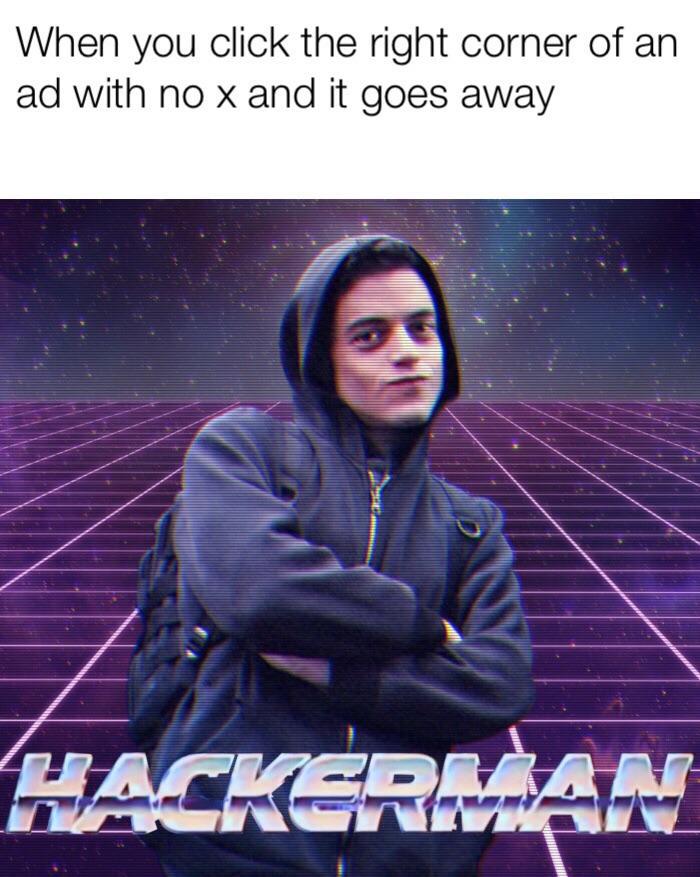 When you click the right corner of an
ad with no x and it goes away
HACKERMAN